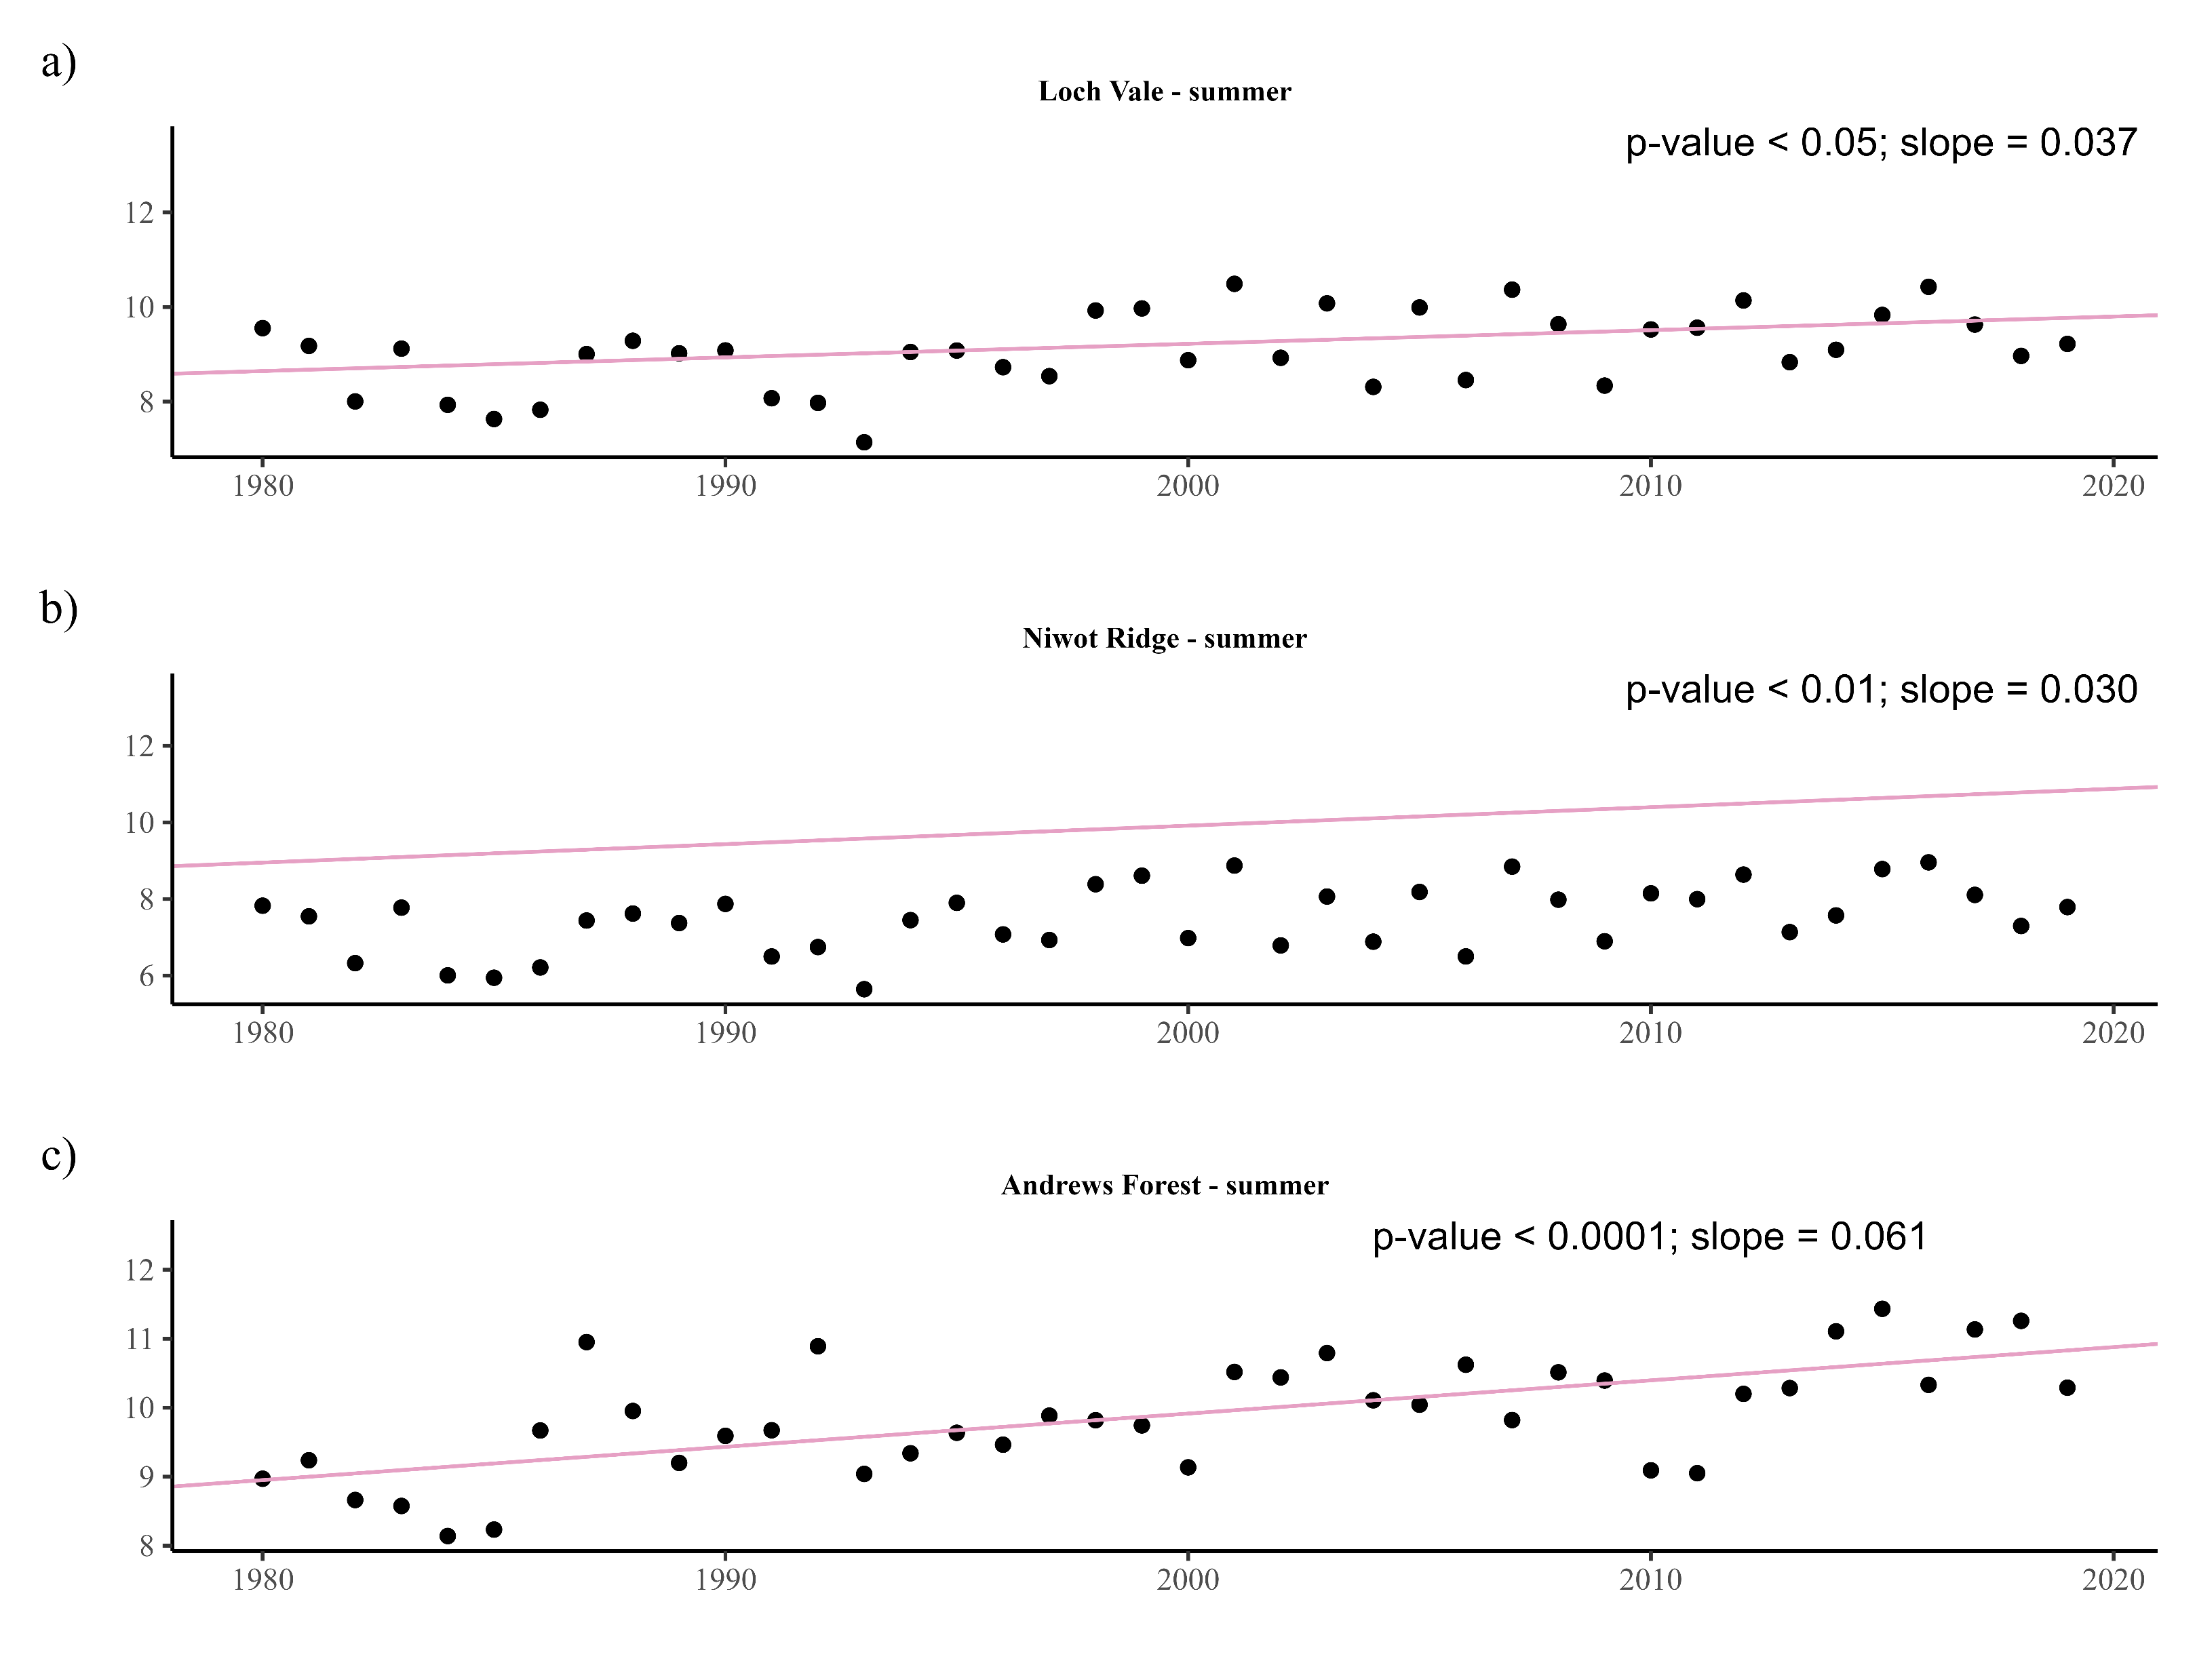 a)
Loch Vale - summer
p-value < 0.05; slope = 0.037
12
10
8
1980 1990 2000 2010 2020
b)
Niwot Ridge - summer
p-value < 0.01; slope = 0.030
12
10
8
6
1980 1990 2000 2010 2020
c)
Andrews Forest - summer
p-value < 0.0001; slope = 0.061
12
11
10
9
8
1980 1990 2000 2010 2020